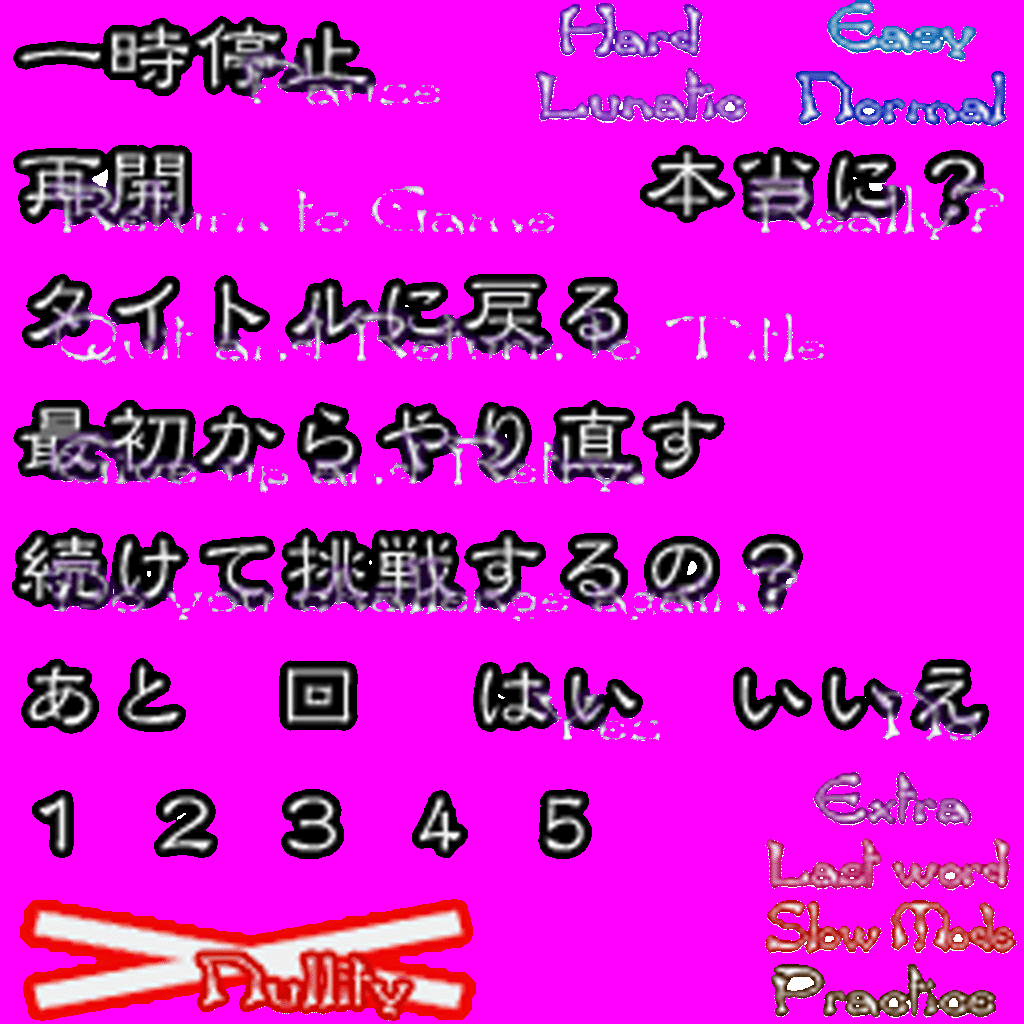 一時停止
Pause
Hard
Easy
Lunatic
Normal
再開
Return to Game
本当に？
Really?
タイトルに戻る
Quit and Return to Title
最初からやり直す
Give up and Retry
続けて挑戦するの？
Do you challenge again?
あと 回
はい
Yes
いいえ
No
1 2 3 4 5
Extra
Last word
Slow Mode
Practice
Nullity